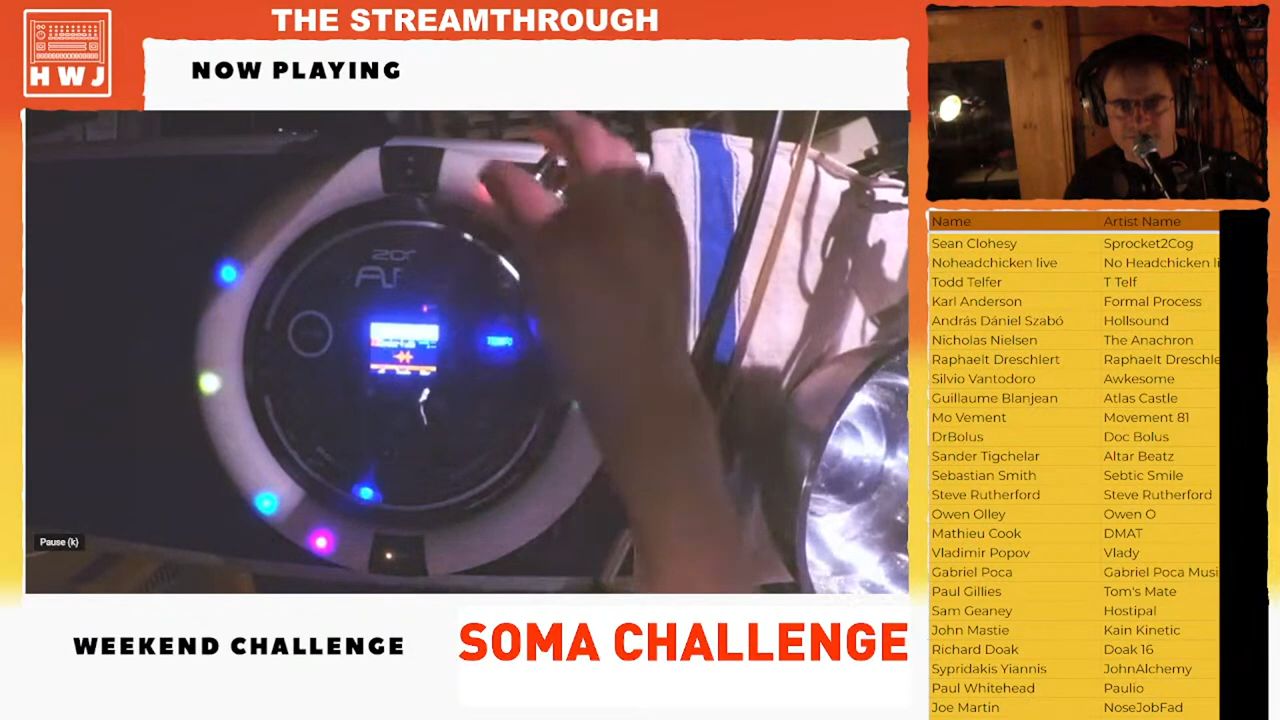 THE STREAMTHROUGH
HWJ
NOW PLAYING
TEMPO
Pause (k)
WEEKEND CHALLENGE
SOMA CHALLENGE
Name Artist Name
Sean Clohesy Sprocket2Cog
Noheadchicken live No Headchicken li
Todd Telfer T Telf
Karl Anderson Formal Process
András Dániel Szabó Hollsound
Nicholas Nielsen The Anachron
Raphaelt Dreschlert Raphaelt Dreschle
Silvio Vantodoro Awkesome
Guillaume Blanjean Atlas Castle
Mo Vement Movement 81
DrBolus Doc Bolus
Sander Tigchelar Altar Beatz
Sebastian Smith Sebtic Smile
Steve Rutherford Steve Rutherford
Owen Olley Owen O
Mathieu Cook DMAT
Vladimir Popov Vlady
Gabriel Poca Gabriel Poca Musi
Paul Gillies Tom's Mate
Sam Geaney Hostipal
John Mastie Kain Kinetic
Richard Doak Doak 16
Sypridakis Yiannis JohnAlchemy
Paul Whitehead Paulio
Joe Martin NoseJobFad